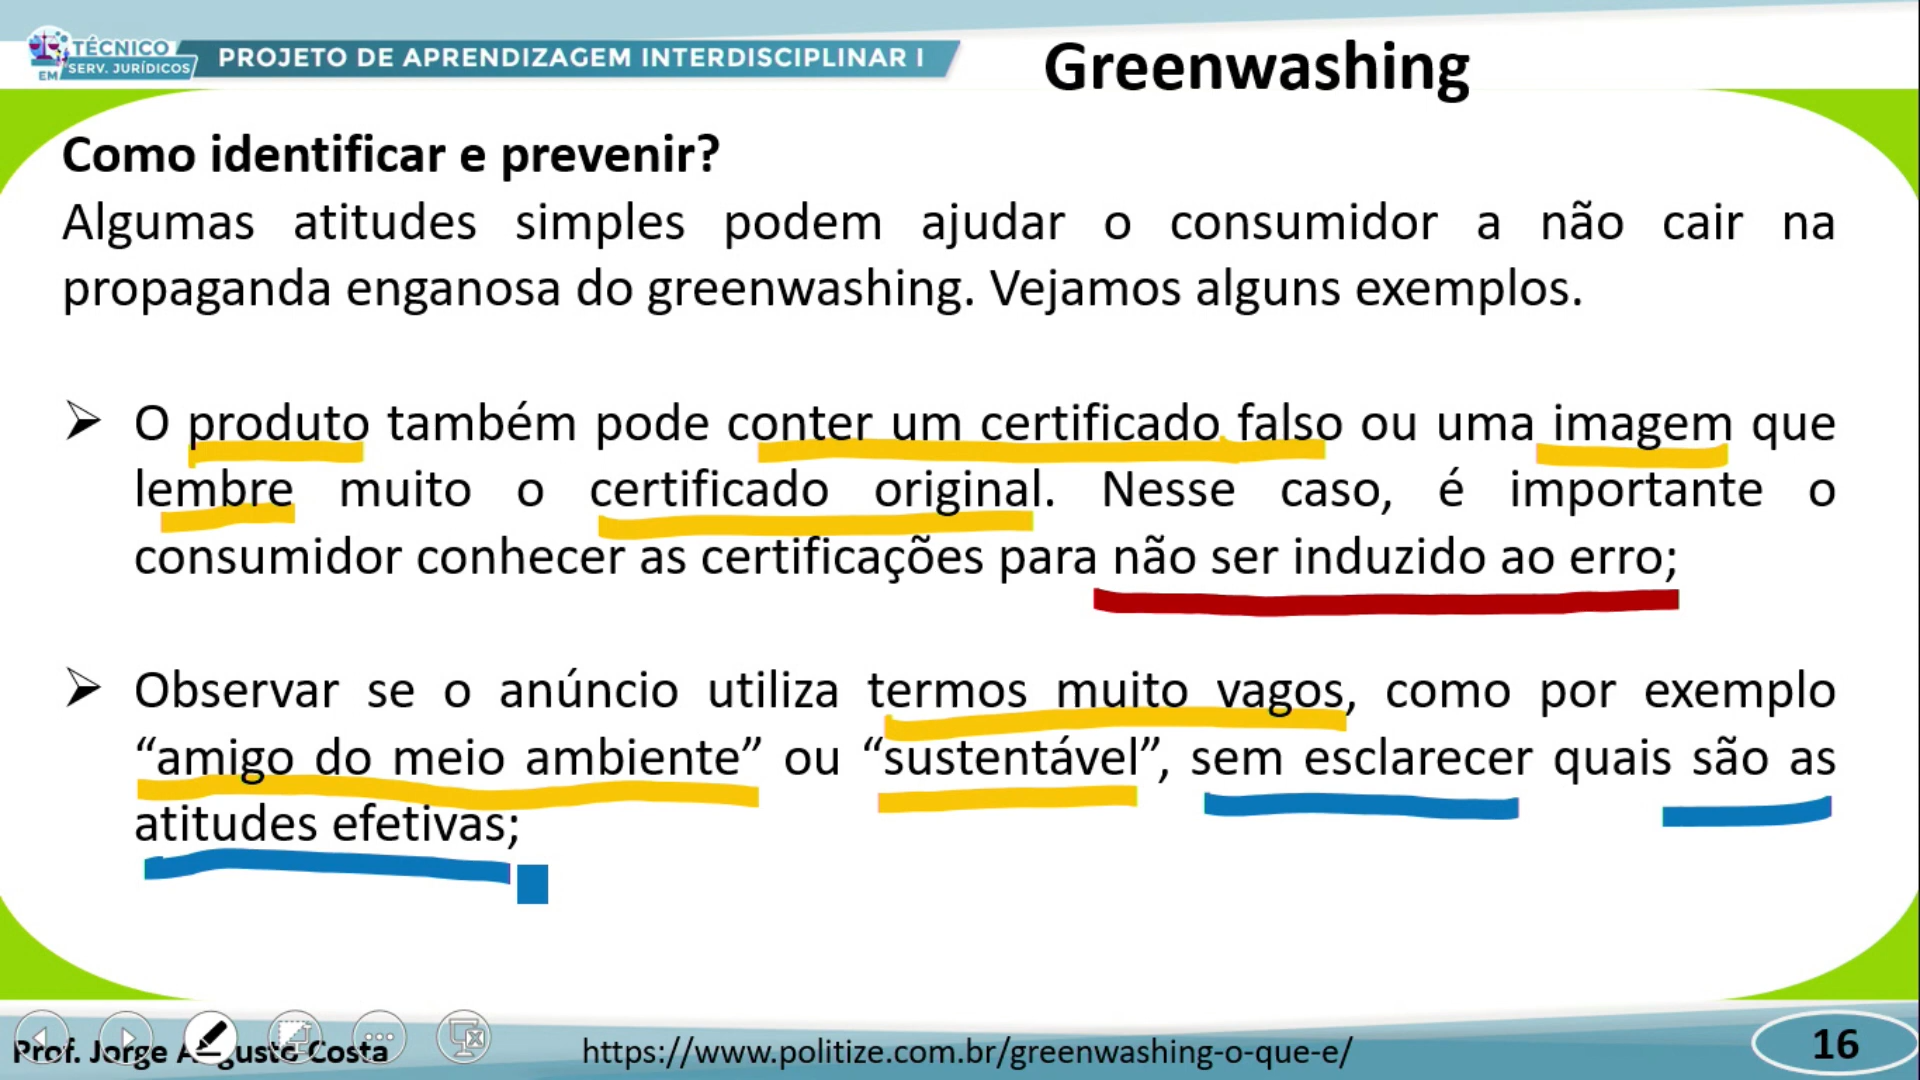 TÉCNICO
EM SERV. JURÍDICOS
PROJETO DE APRENDIZAGEM INTERDISCIPLINAR I
Greenwashing
Como identificar e prevenir?
Algumas atitudes simples podem ajudar o consumidor a não cair na
propaganda enganosa do greenwashing. Vejamos alguns exemplos.
➢ O produto também pode conter um certificado falso ou uma imagem que
lembre muito o certificado original. Nesse caso, é importante o
consumidor conhecer as certificações para não ser induzido ao erro;
➢ Observar se o anúncio utiliza termos muito vagos, como por exemplo
“amigo do meio ambiente” ou “sustentável”, sem esclarecer quais são as
atitudes efetivas;
Prof. Jorge Augusto Costa
https://www.politize.com.br/greenwashing-o-que-e/
16